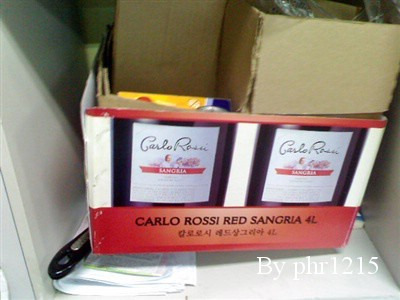 Carlo Rossi
SANGRIA
Carlo Rossi
SANGRIA
CARLO ROSSI RED SANGRIA 4L
칼로로시 레드상그리아 4L
By phr1215